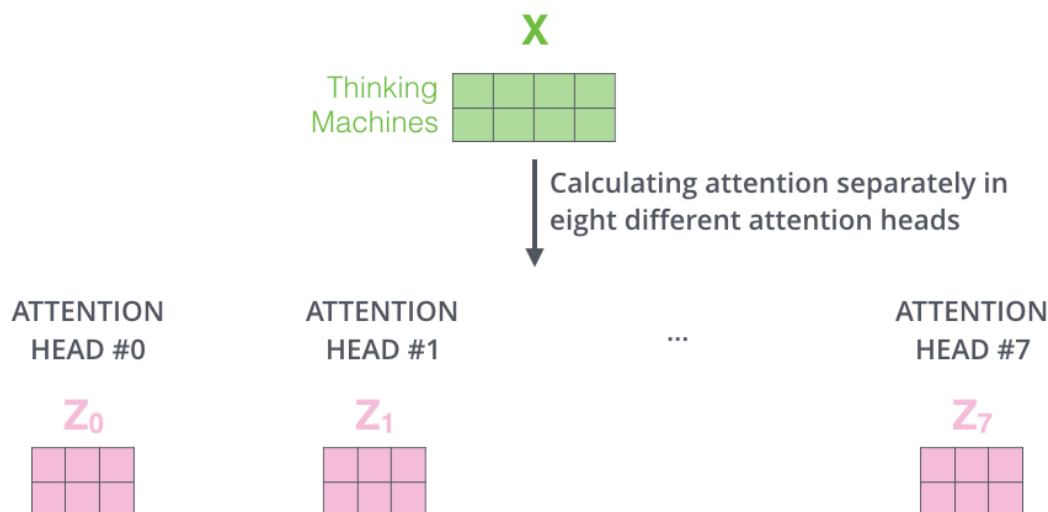 X
Thinking
Machines
Calculating attention separately in
eight different attention heads
ATTENTION
HEAD #0
ATTENTION
HEAD #1
...
ATTENTION
HEAD #7
Z0
Z1
Z7